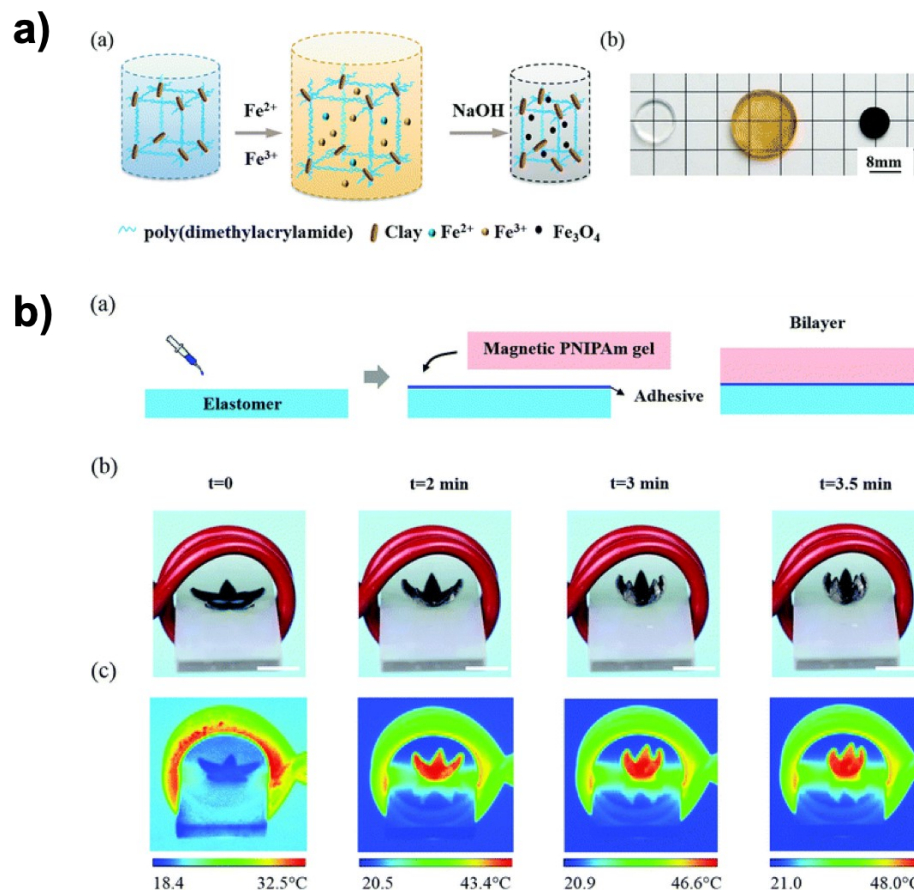 a)
(a)
(b)
Fe²⁺
Fe³⁺
NaOH
8mm
poly(dimethylacrylamide) Clay Fe²⁺ Fe³⁺ Fe₃O₄
b)
(a)
Elastomer
Magnetic PNIPAm gel
Adhesive
Bilayer
(b)
t=0 t=2 min t=3 min t=3.5 min
(c)
18.4 32.5°C 20.5 43.4°C 20.9 46.6°C 21.0 48.0°C